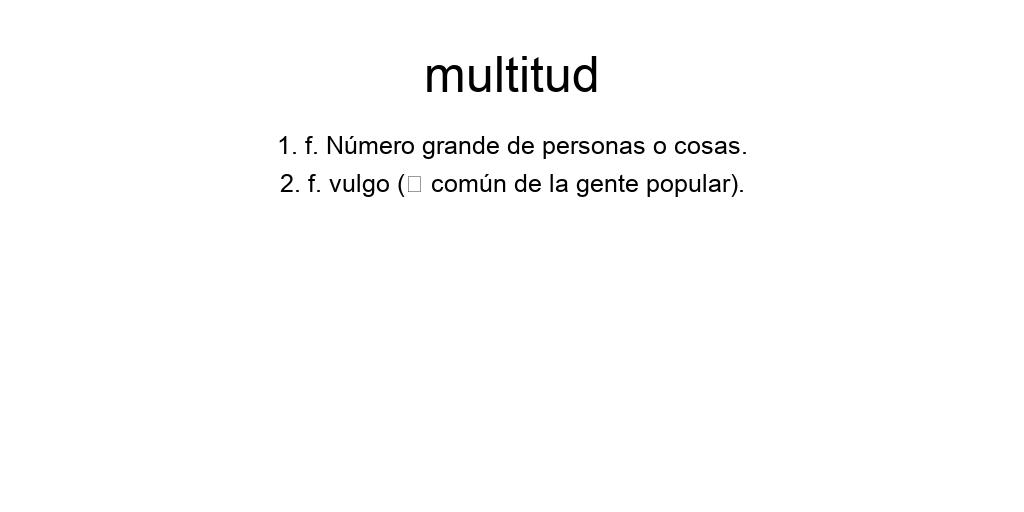 multitud
1. f. Número grande de personas o cosas.
2. f. vulgo (□ común de la gente popular).